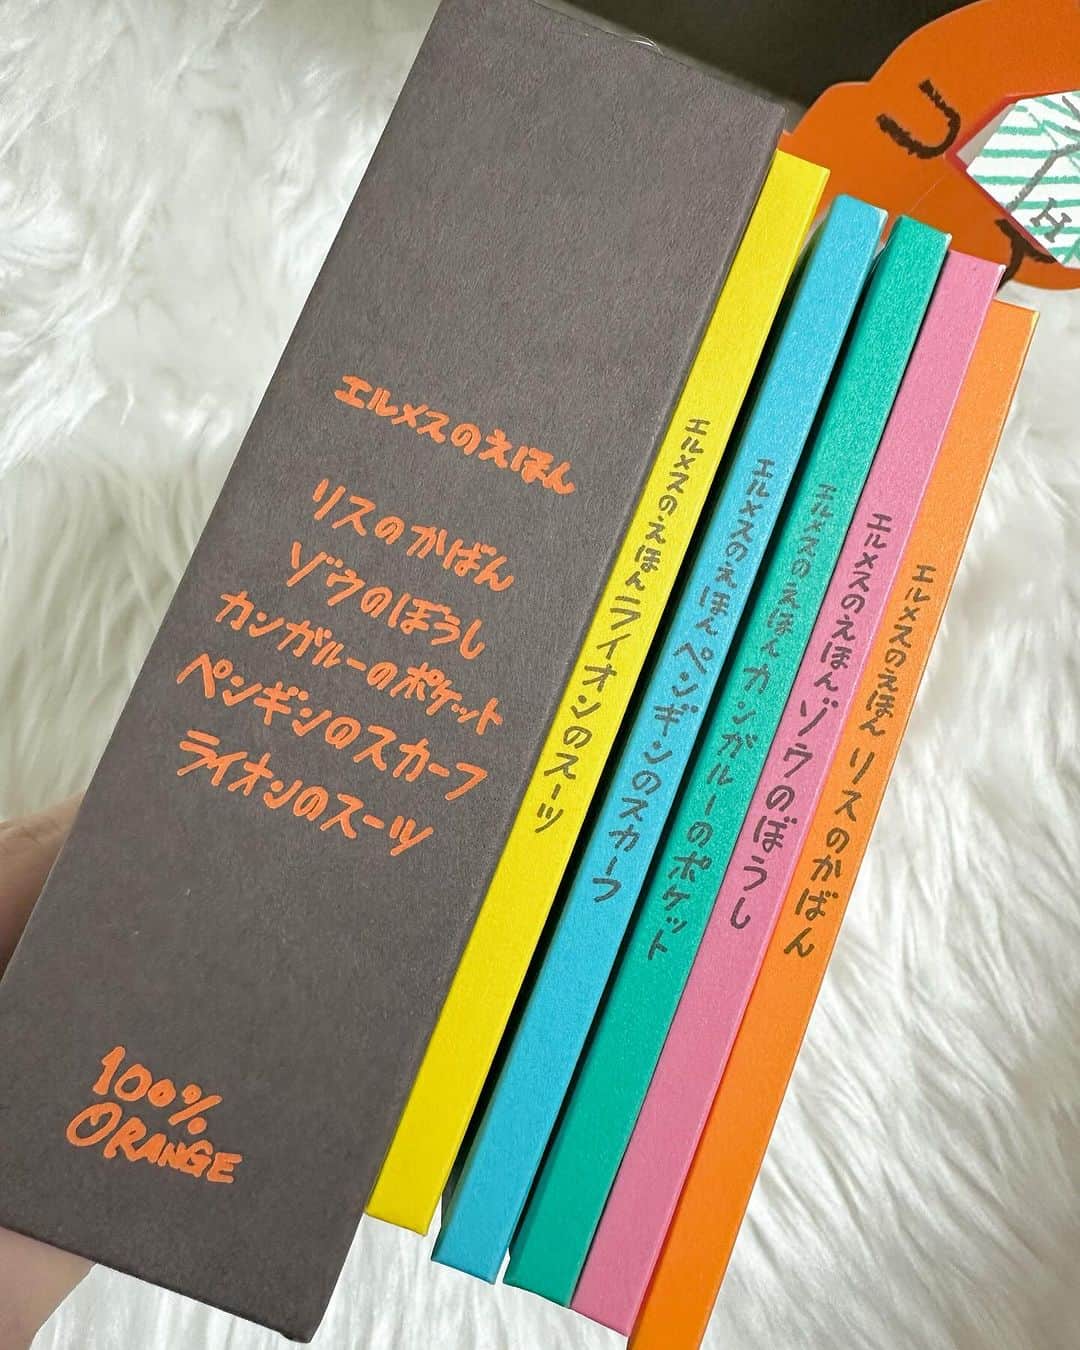 エルメスのえほん
リスのかばん
ゾウのぼうし
カンガルーのポケット
ペンギンのスカーフ
ライオンのスーツ
100%
ORANGE
エルメスのえほん ライオンのスーツ
エルメスのえほん ペンギンのスカーフ
エルメスのえほん カンガルーのポケット
エルメスのえほん ゾウのぼうし
エルメスのえほん リスのかばん